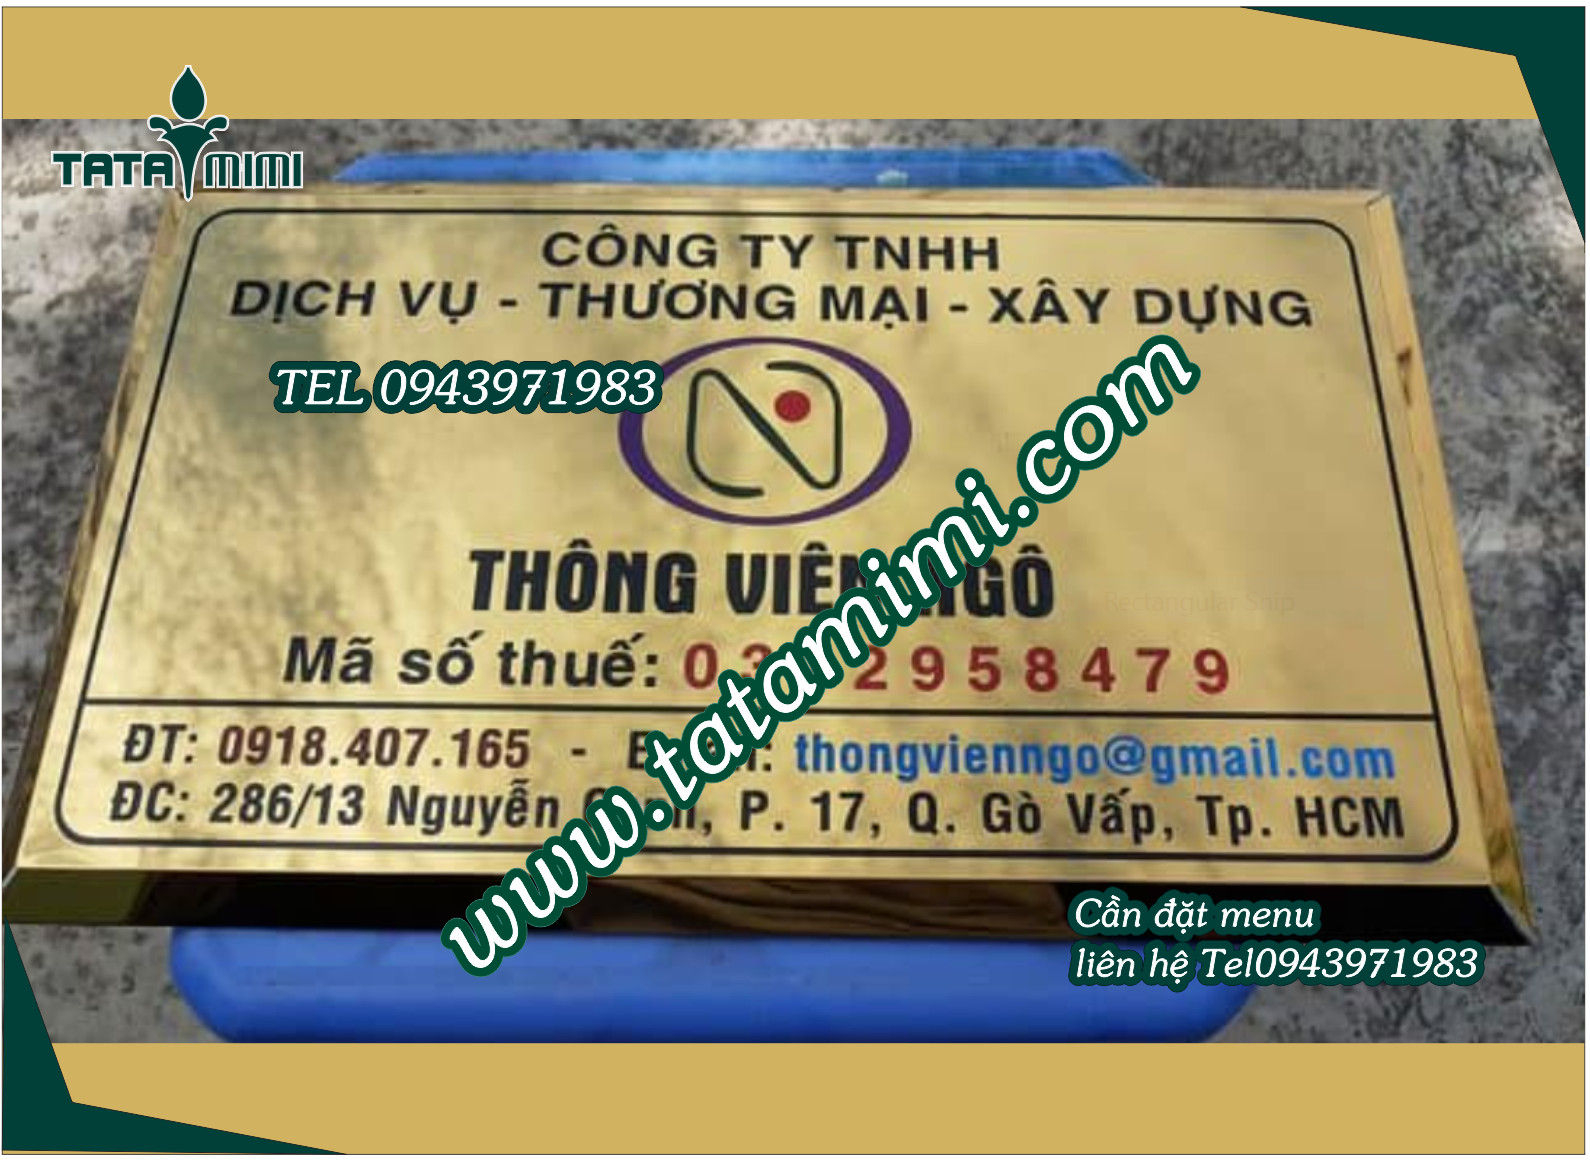 TATA MIMI
CÔNG TY TNHH
DỊCH VỤ - THƯƠNG MẠI - XÂY DỰNG
TEL 0943971983
THÔNG VIÊN NGÔ
Mã số thuế:
www.tatamimi.com
ĐT: 0918.407.165 - Email: thongvienngo@gmail.com
ĐC: 286/13 Nguyễn P. 17, Q. Gò Vấp, Tp. HCM
Cần đặt menu
liên hệ Tel0943971983